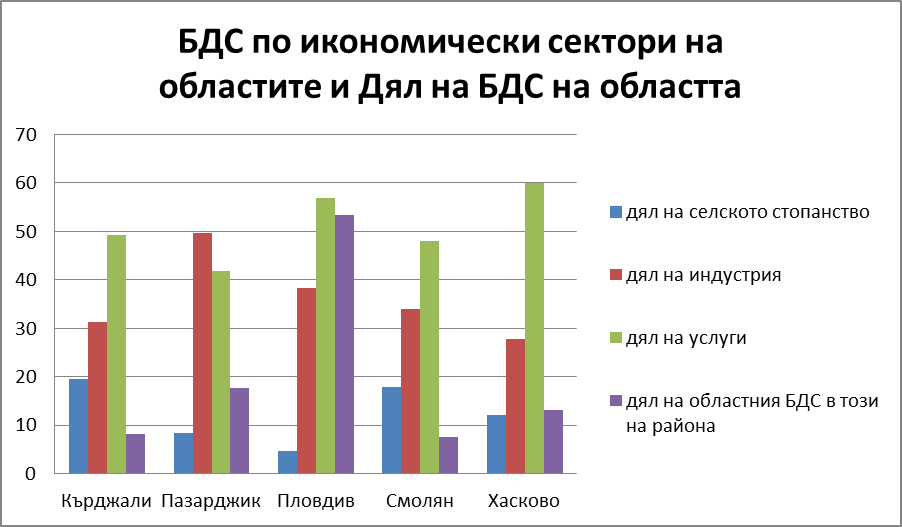 БДС по икономически сектори на
областите и Дял на БДС на областта
70
60
50
40
30
20
10
0
Кърджали Пазарджик Пловдив Смолян Хасково
дял на селското стопанство
дял на индустрия
дял на услуги
дял на областния БДС в този
на района